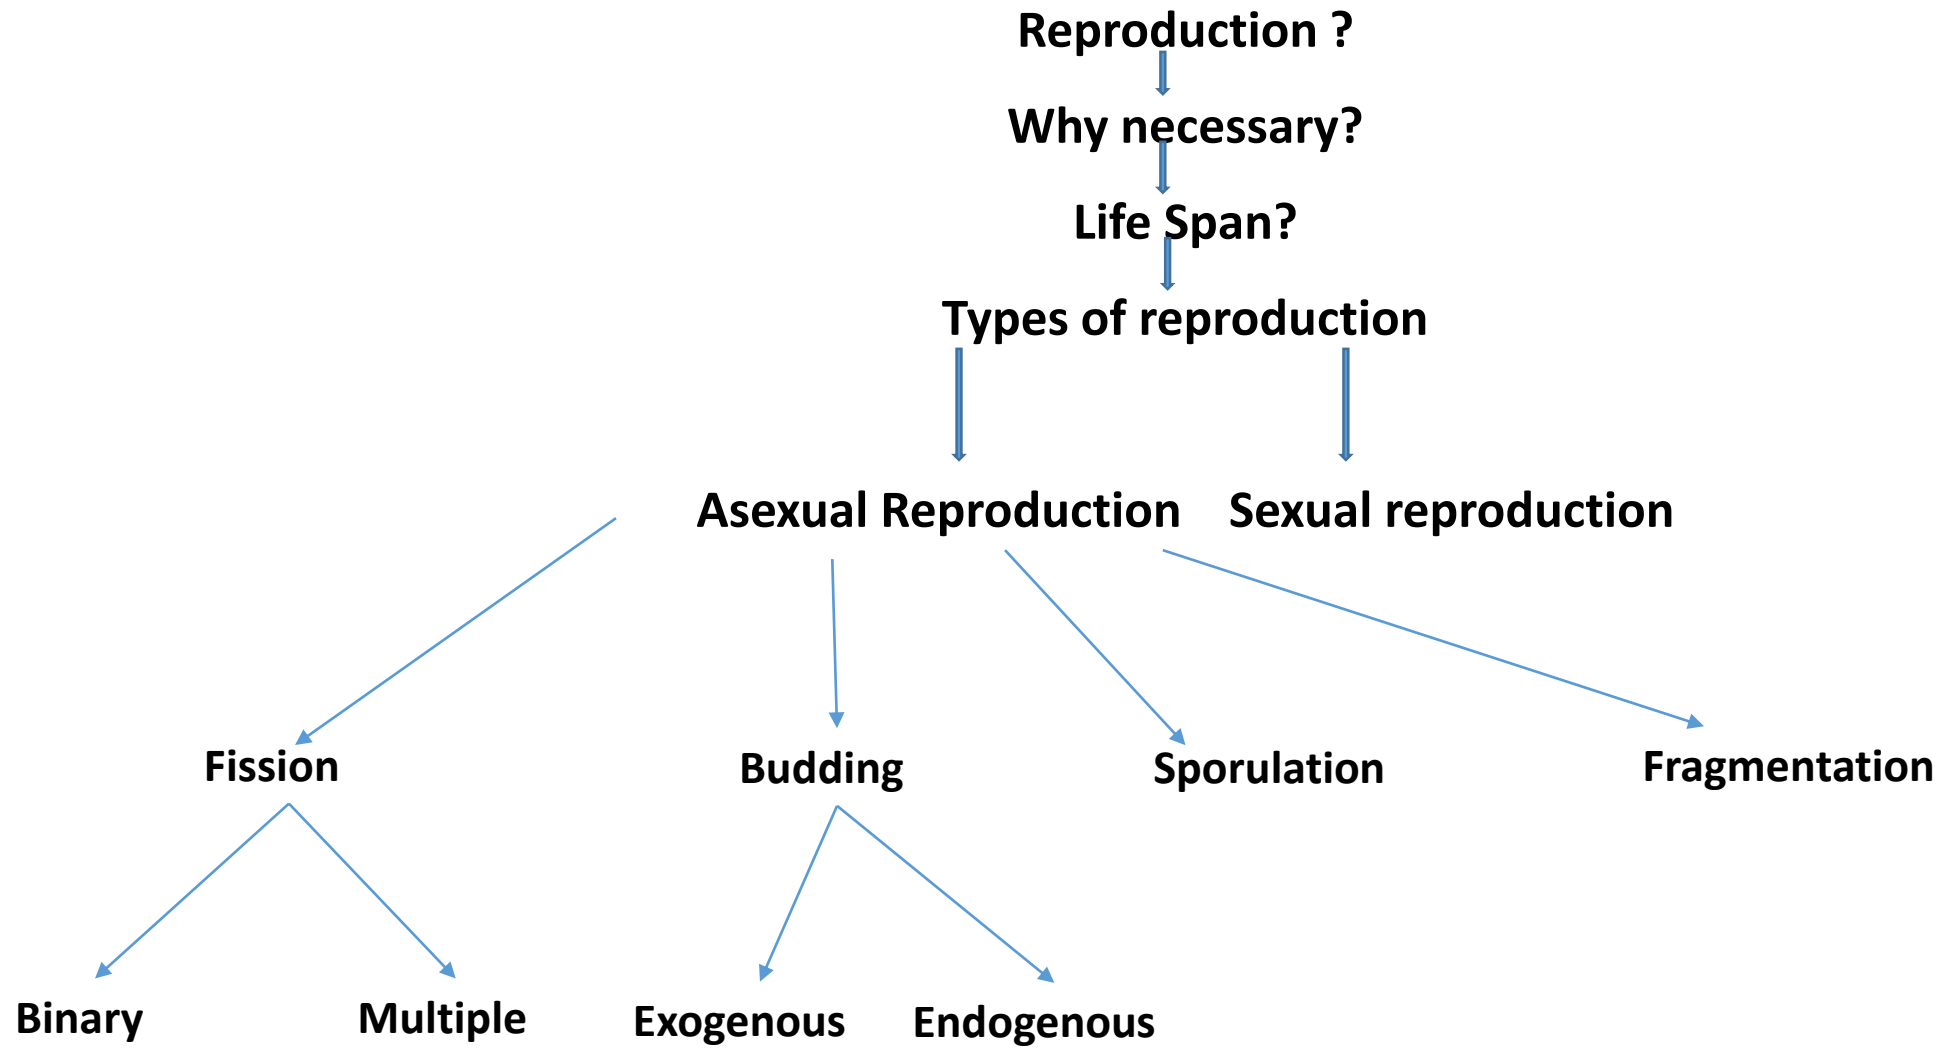 Reproduction ?
Why necessary?
Life Span?
Types of reproduction
Asexual Reproduction Sexual reproduction
Fission Budding Sporulation Fragmentation
Binary Multiple Exogenous Endogenous